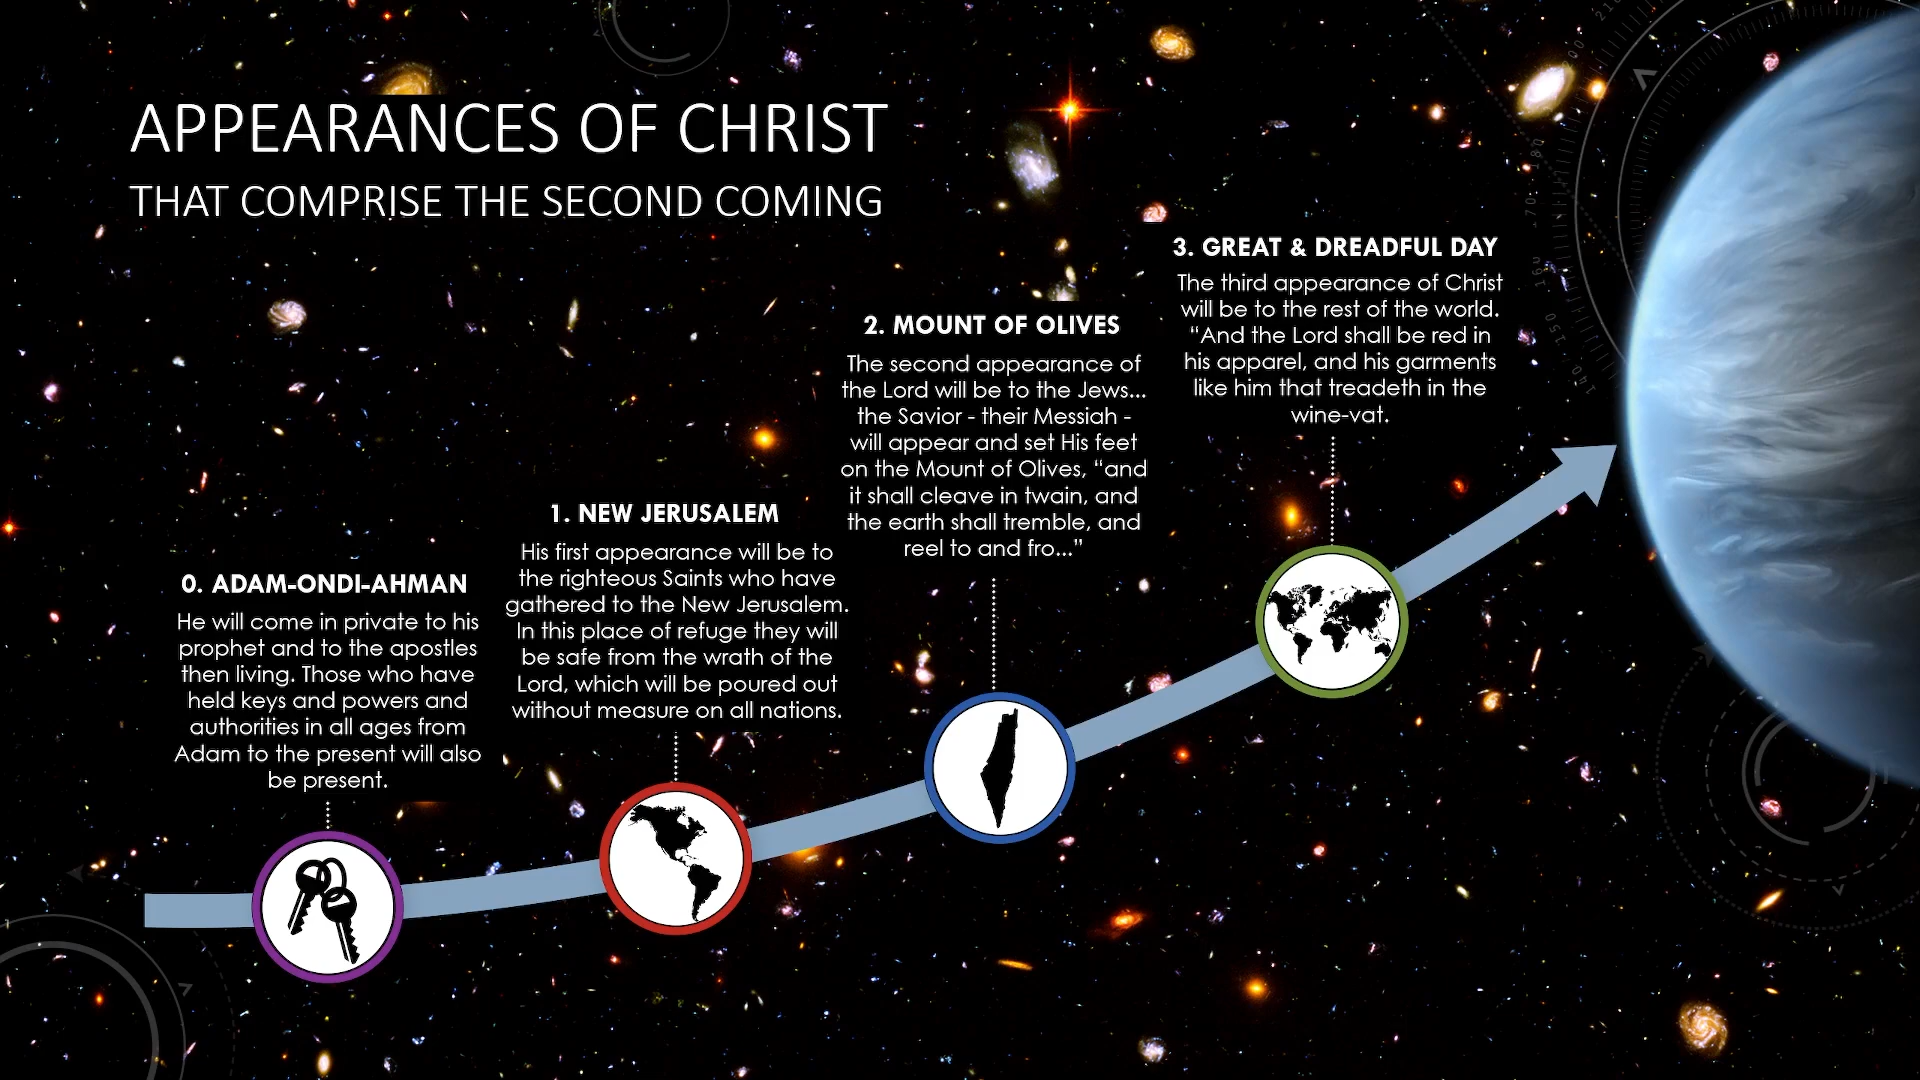 APPEARANCES OF CHRIST
THAT COMPRISE THE SECOND COMING
0. ADAM-ONDI-AHMAN
He will come in private to his
prophet and to the apostles
then living. Those who have
held keys and powers and
authorities in all ages from
Adam to the present will also
be present.
1. NEW JERUSALEM
His first appearance will be to
the righteous Saints who have
gathered to the New Jerusalem.
In this place of refuge they will
be safe from the wrath of the
Lord, which will be poured out
without measure on all nations.
2. MOUNT OF OLIVES
The second appearance of
the Lord will be to the Jews...
the Savior - their Messiah -
will appear and set His feet
on the Mount of Olives, “and
it shall cleave in twain, and
the earth shall tremble, and
reel to and fro...”
3. GREAT & DREADFUL DAY
The third appearance of Christ
will be to the rest of the world.
“And the Lord shall be red in
his apparel, and his garments
like him that treadeth in the
wine-vat.